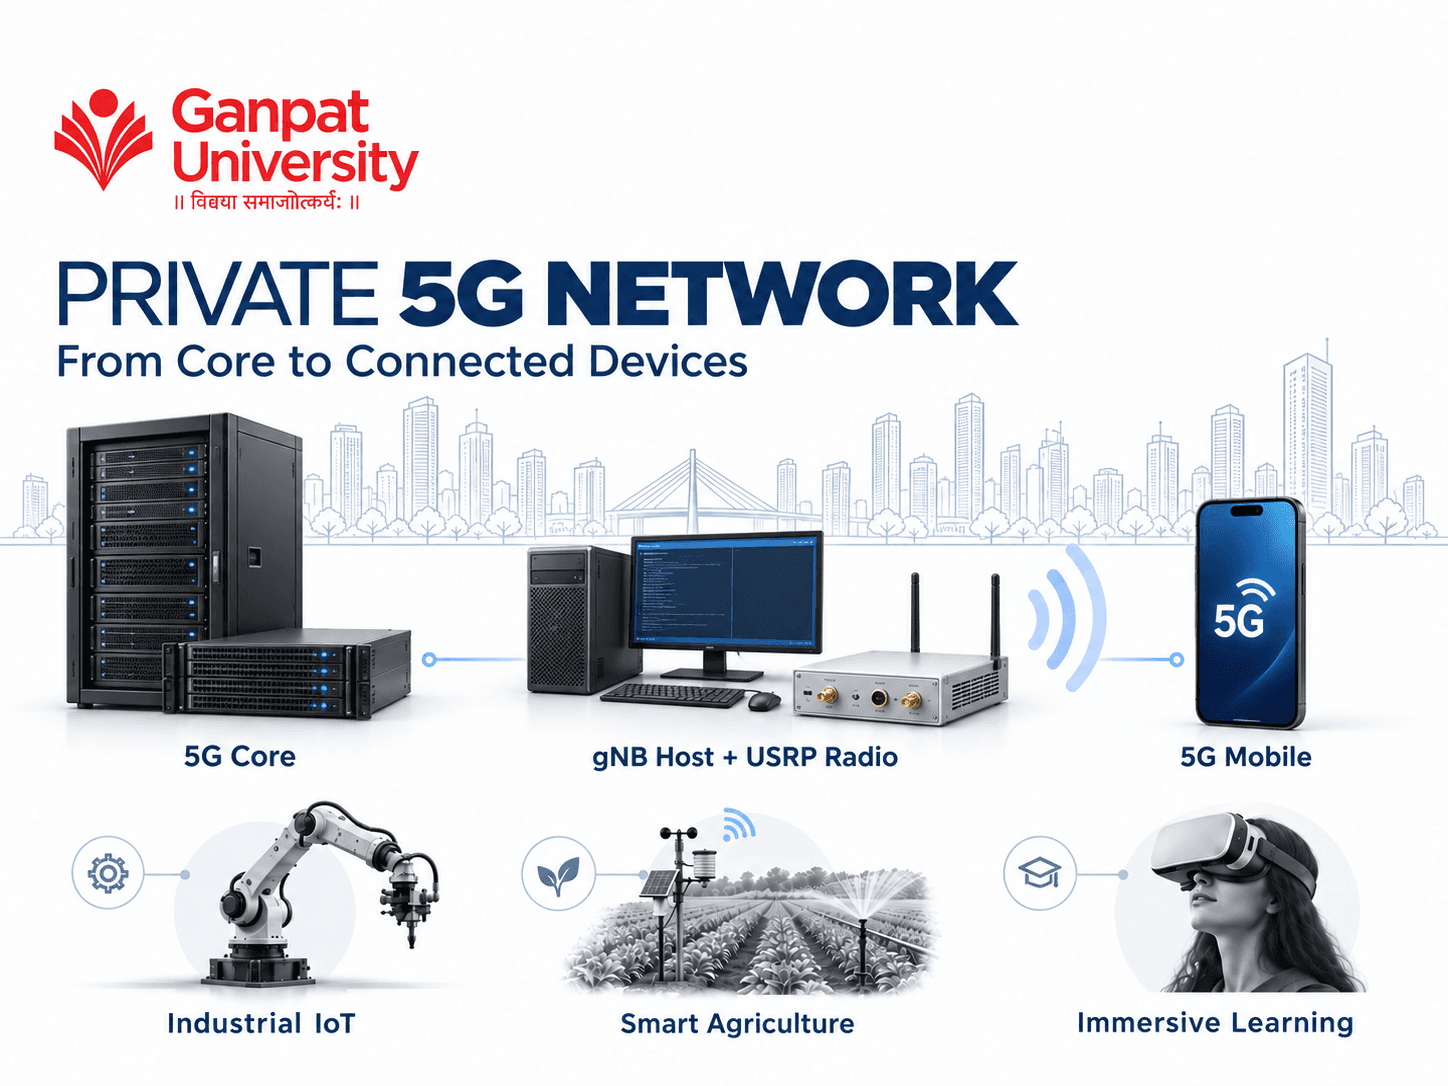 Ganpat
University
॥ विद्यया समाजोत्कर्षः ॥
PRIVATE 5G NETWORK
From Core to Connected Devices
5G
5G Core
gNB Host + USRP Radio
5G Mobile
Industrial IoT
Smart Agriculture
Immersive Learning